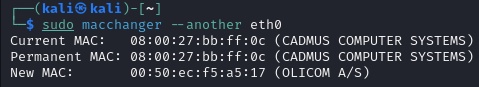 ┌──(kali㉿kali)-[~]
└─$ sudo macchanger --another eth0
Current MAC:   08:00:27:bb:ff:0c (CADMUS COMPUTER SYSTEMS)
Permanent MAC: 08:00:27:bb:ff:0c (CADMUS COMPUTER SYSTEMS)
New MAC:       00:50:ec:f5:a5:17 (OLICOM A/S)